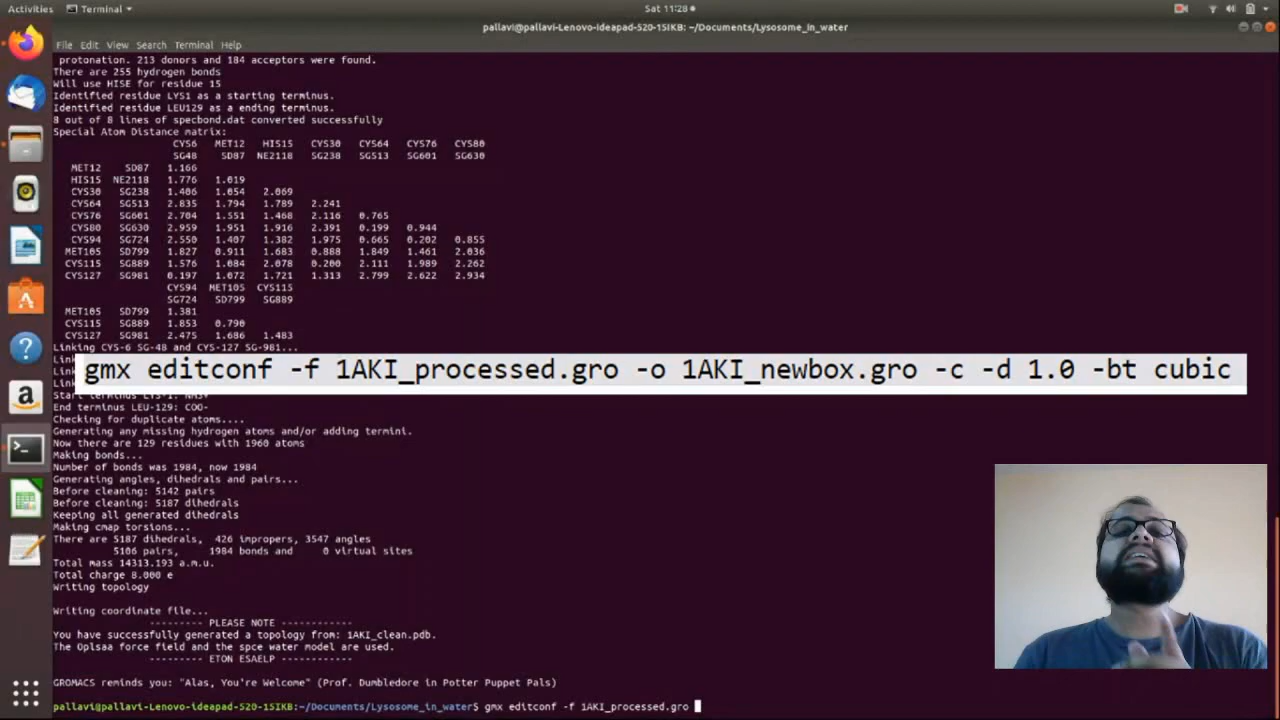 Activities Terminal Sat 11:28
pallavi@pallavi-Lenovo-ideapad-520-15IKB: ~/Documents/Lysosome_in_water
File Edit View Search Terminal Help
protonation. 213 donors and 184 acceptors were found.
There are 255 hydrogen bonds
Will use HISE for residue 15
Identified residue LYS1 as a starting terminus.
Identified residue LEU129 as a ending terminus.
8 out of 8 lines of specbond.dat converted successfully
Special Atom Distance matrix:
CYS6 MET12 HIS15 CYS30 CYS64 CYS76 CYS80
SG48 SD87 NE2118 SG238 SG513 SG601 SG630
MET12 SD87 1.166
HIS15 NE2118 1.776 1.019
CYS30 SG238 1.406 1.054 2.069
CYS64 SG513 2.835 1.794 1.789 2.241
CYS76 SG601 2.704 1.551 1.468 2.116 0.765
CYS80 SG630 2.959 1.951 1.916 2.391 0.199 0.944
CYS94 SG724 2.550 1.407 1.382 1.975 0.665 0.202 0.855
MET105 SD799 1.827 0.911 1.683 0.888 1.849 1.461 2.036
CYS115 SG889 1.576 1.084 2.078 0.200 2.111 1.989 2.262
CYS127 SG981 0.197 1.072 1.721 1.313 2.799 2.622 2.934
CYS94 MET105 CYS115
SG724 SD799 SG889
MET105 SD799 1.381
CYS115 SG889 1.853 0.790
CYS127 SG981 2.475 1.686 1.483
Linking CYS-6 SG-48 and CYS-127 SG-981...
gmx editconf -f 1AKI_processed.gro -o 1AKI_newbox.gro -c -d 1.0 -bt cubic
Start terminus LYS-1: NH3+
End terminus LEU-129: COO-
Checking for duplicate atoms....
Generating any missing hydrogen atoms and/or adding termini.
Now there are 129 residues with 1960 atoms
Making bonds...
Number of bonds was 1984, now 1984
Generating angles, dihedrals and pairs...
Before cleaning: 5142 pairs
Before cleaning: 5187 dihedrals
Keeping all generated dihedrals
Making cmap torsions...
There are 5187 dihedrals, 426 impropers, 3547 angles
5106 pairs, 1984 bonds and 0 virtual sites
Total mass 14313.193 a.m.u.
Total charge 8.000 e
Writing topology
Writing coordinate file...
--------- PLEASE NOTE ------------
You have successfully generated a topology from: 1AKI_clean.pdb.
The Oplsaa force field and the spce water model are used.
--------- ETON ESAELP ------------
GROMACS reminds you: "Alas, You're Welcome" (Prof. Dumbledore in Potter Puppet Pals)
pallavi@pallavi-Lenovo-ideapad-520-15IKB:~/Documents/Lysosome_in_water$ gmx editconf -f 1AKI_processed.gro